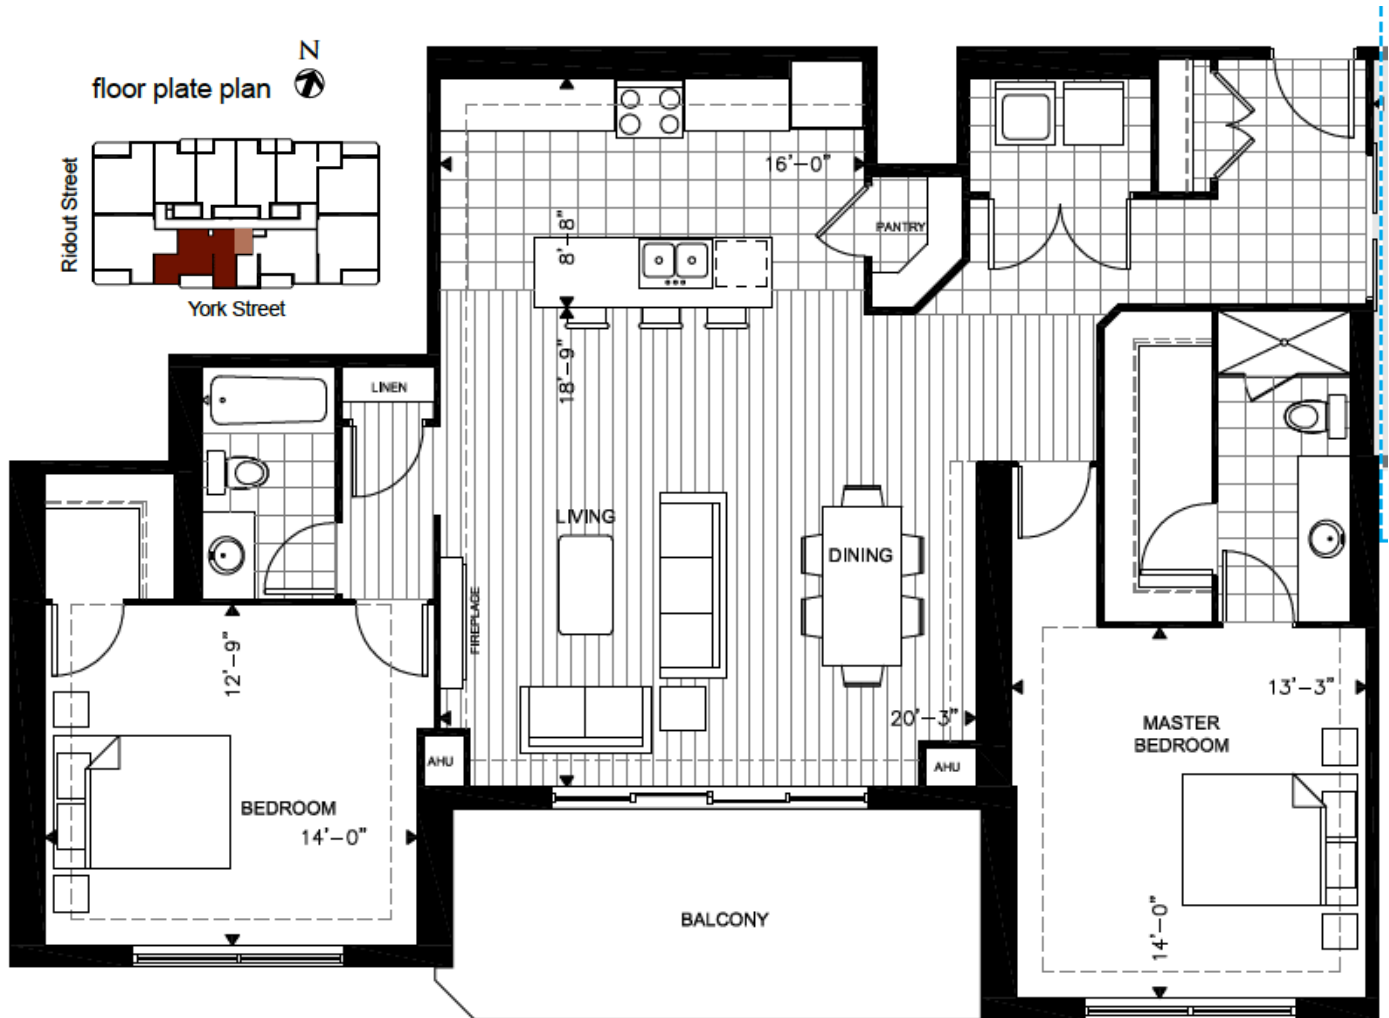 N
floor plate plan
Ridout Street
York Street
16'-0"
8'-8"
PANTRY
18'-9"
LINEN
LIVING
DINING
FIREPLACE
12'-9"
20'-3"
13'-3"
MASTER
BEDROOM
AHU
AHU
BEDROOM
14'-0"
BALCONY
14'-0"